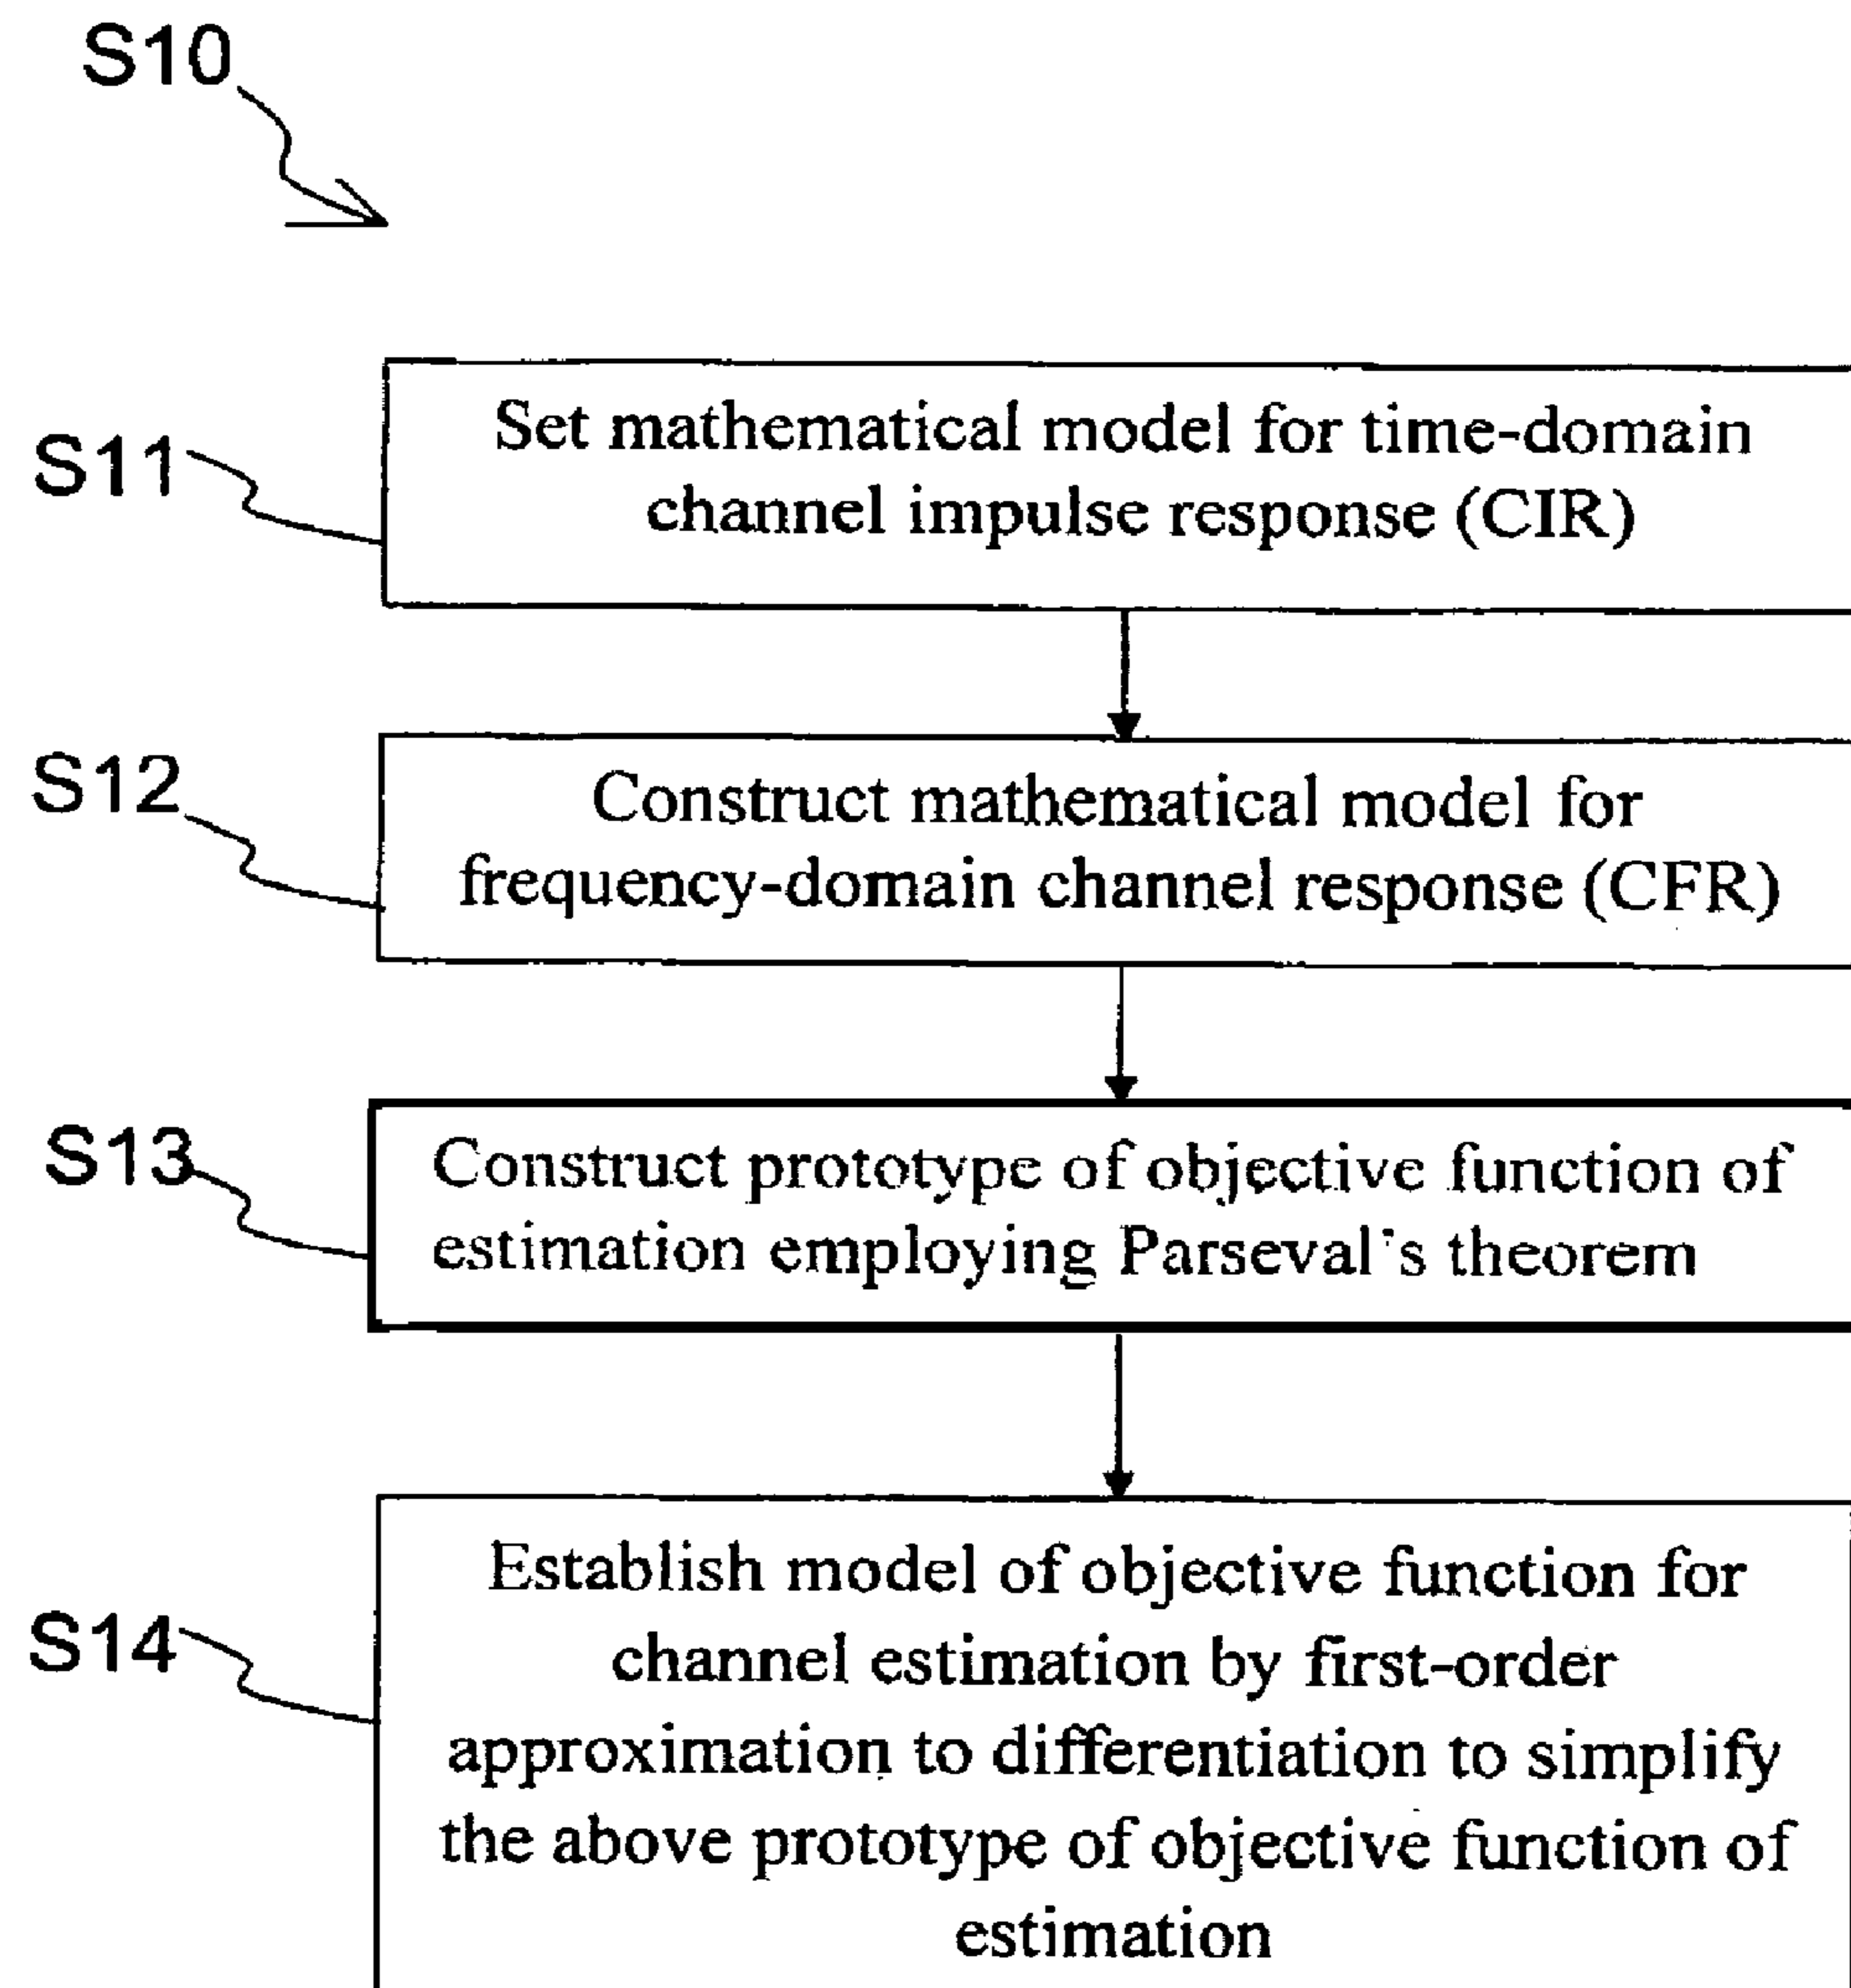 S10
S11
Set mathematical model for time-domain
channel impulse response (CIR)
S12
Construct mathematical model for
frequency-domain channel response (CFR)
S13
Construct prototype of objective function of
estimation employing Parseval's theorem
S14
Establish model of objective function for
channel estimation by first-order
approximation to differentiation to simplify
the above prototype of objective function of
estimation